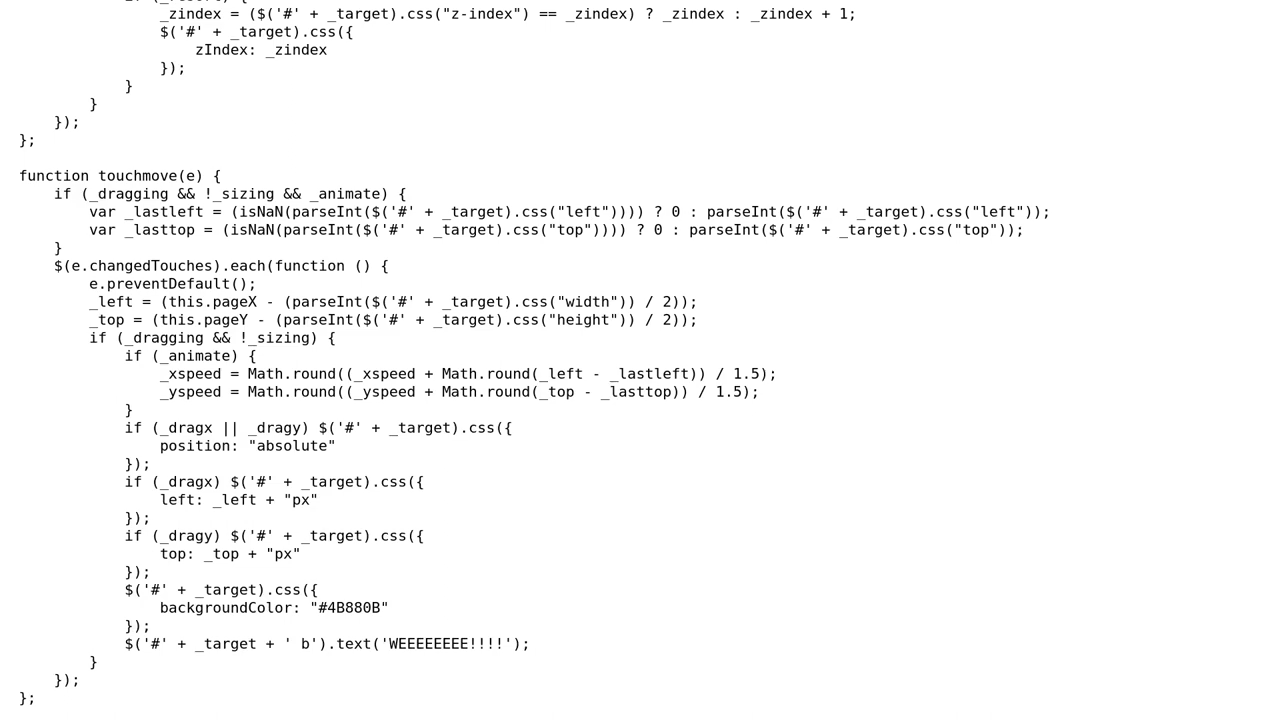 _zindex = ($('#' + _target).css("z-index") == _zindex) ? _zindex : _zindex + 1;
                $('#' + _target).css({
                    zIndex: _zindex
                });
            }
        }
    });
};

function touchmove(e) {
    if (_dragging && !_sizing && _animate) {
        var _lastleft = (isNaN(parseInt($('#' + _target).css("left")))) ? 0 : parseInt($('#' + _target).css("left"));
        var _lasttop = (isNaN(parseInt($('#' + _target).css("top")))) ? 0 : parseInt($('#' + _target).css("top"));
    }
    $(e.changedTouches).each(function () {
        e.preventDefault();
        _left = (this.pageX - (parseInt($('#' + _target).css("width")) / 2));
        _top = (this.pageY - (parseInt($('#' + _target).css("height")) / 2));
        if (_dragging && !_sizing) {
            if (_animate) {
                _xspeed = Math.round((_xspeed + Math.round(_left - _lastleft)) / 1.5);
                _yspeed = Math.round((_yspeed + Math.round(_top - _lasttop)) / 1.5);
            }
            if (_dragx || _dragy) $('#' + _target).css({
                position: "absolute"
            });
            if (_dragx) $('#' + _target).css({
                left: _left + "px"
            });
            if (_dragy) $('#' + _target).css({
                top: _top + "px"
            });
            $('#' + _target).css({
                backgroundColor: "#4B880B"
            });
            $('#' + _target + ' b').text('WEEEEEEEE!!!!');
        }
    });
};